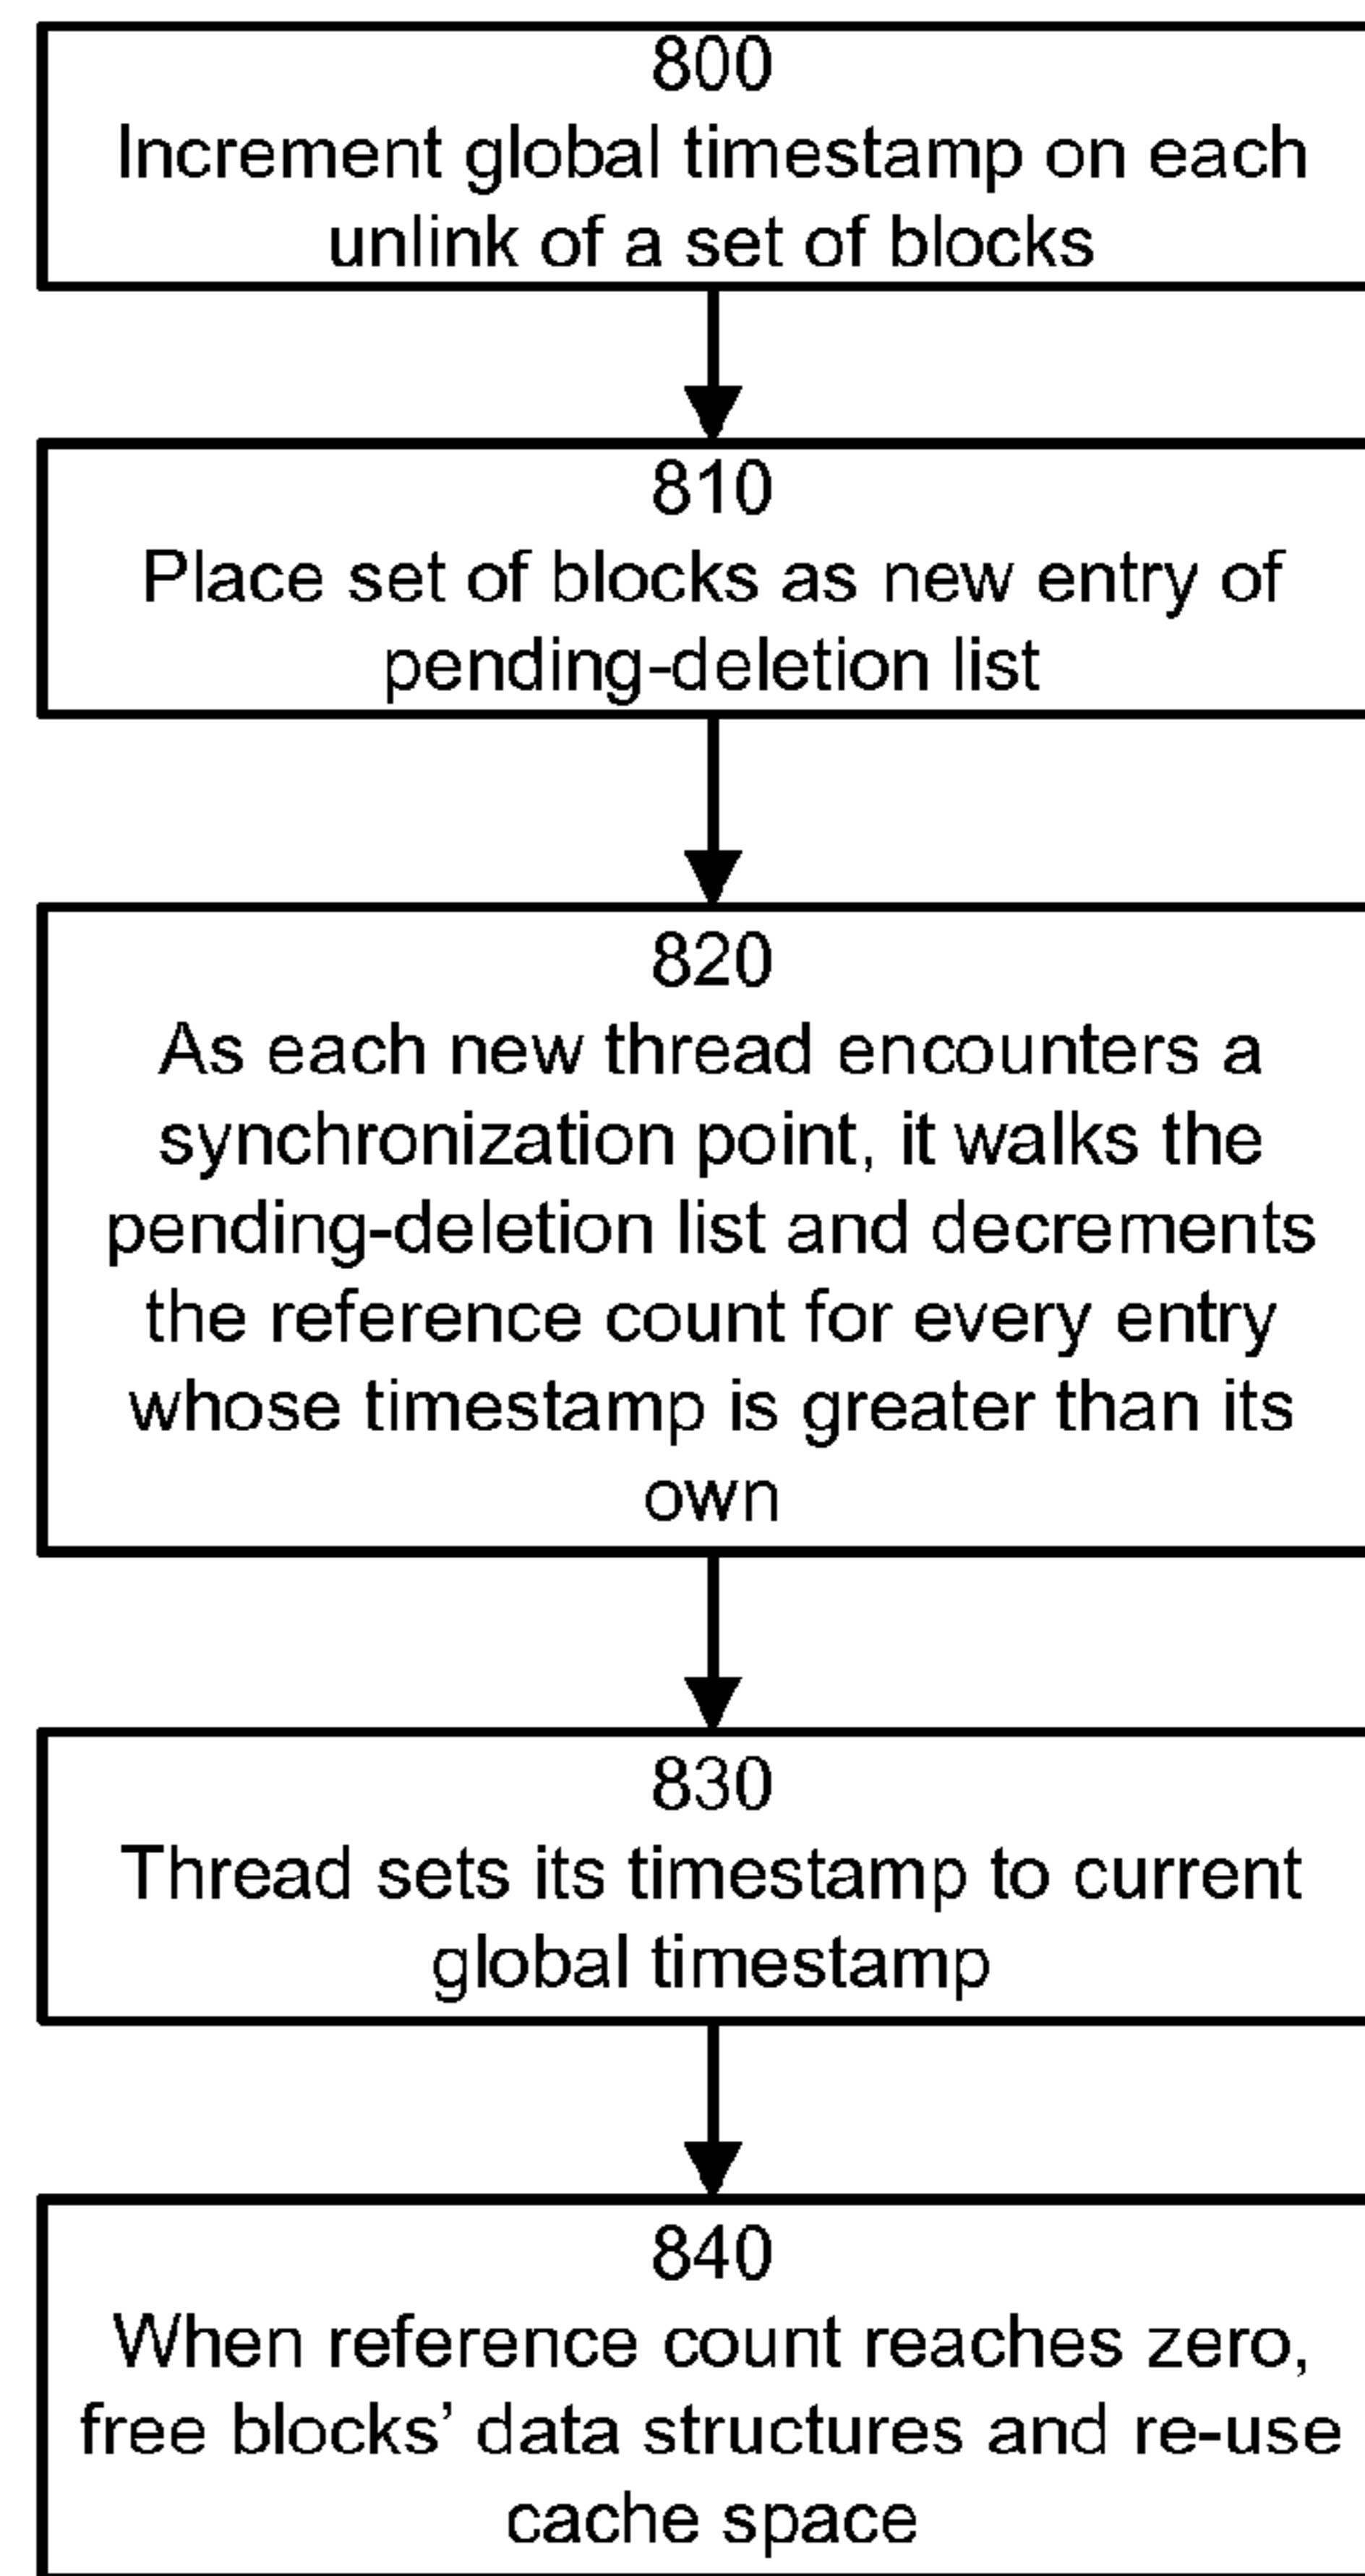 800
Increment global timestamp on each
unlink of a set of blocks
810
Place set of blocks as new entry of
pending-deletion list
820
As each new thread encounters a
synchronization point, it walks the
pending-deletion list and decrements
the reference count for every entry
whose timestamp is greater than its
own
830
Thread sets its timestamp to current
global timestamp
840
When reference count reaches zero,
free blocks’ data structures and re-use
cache space